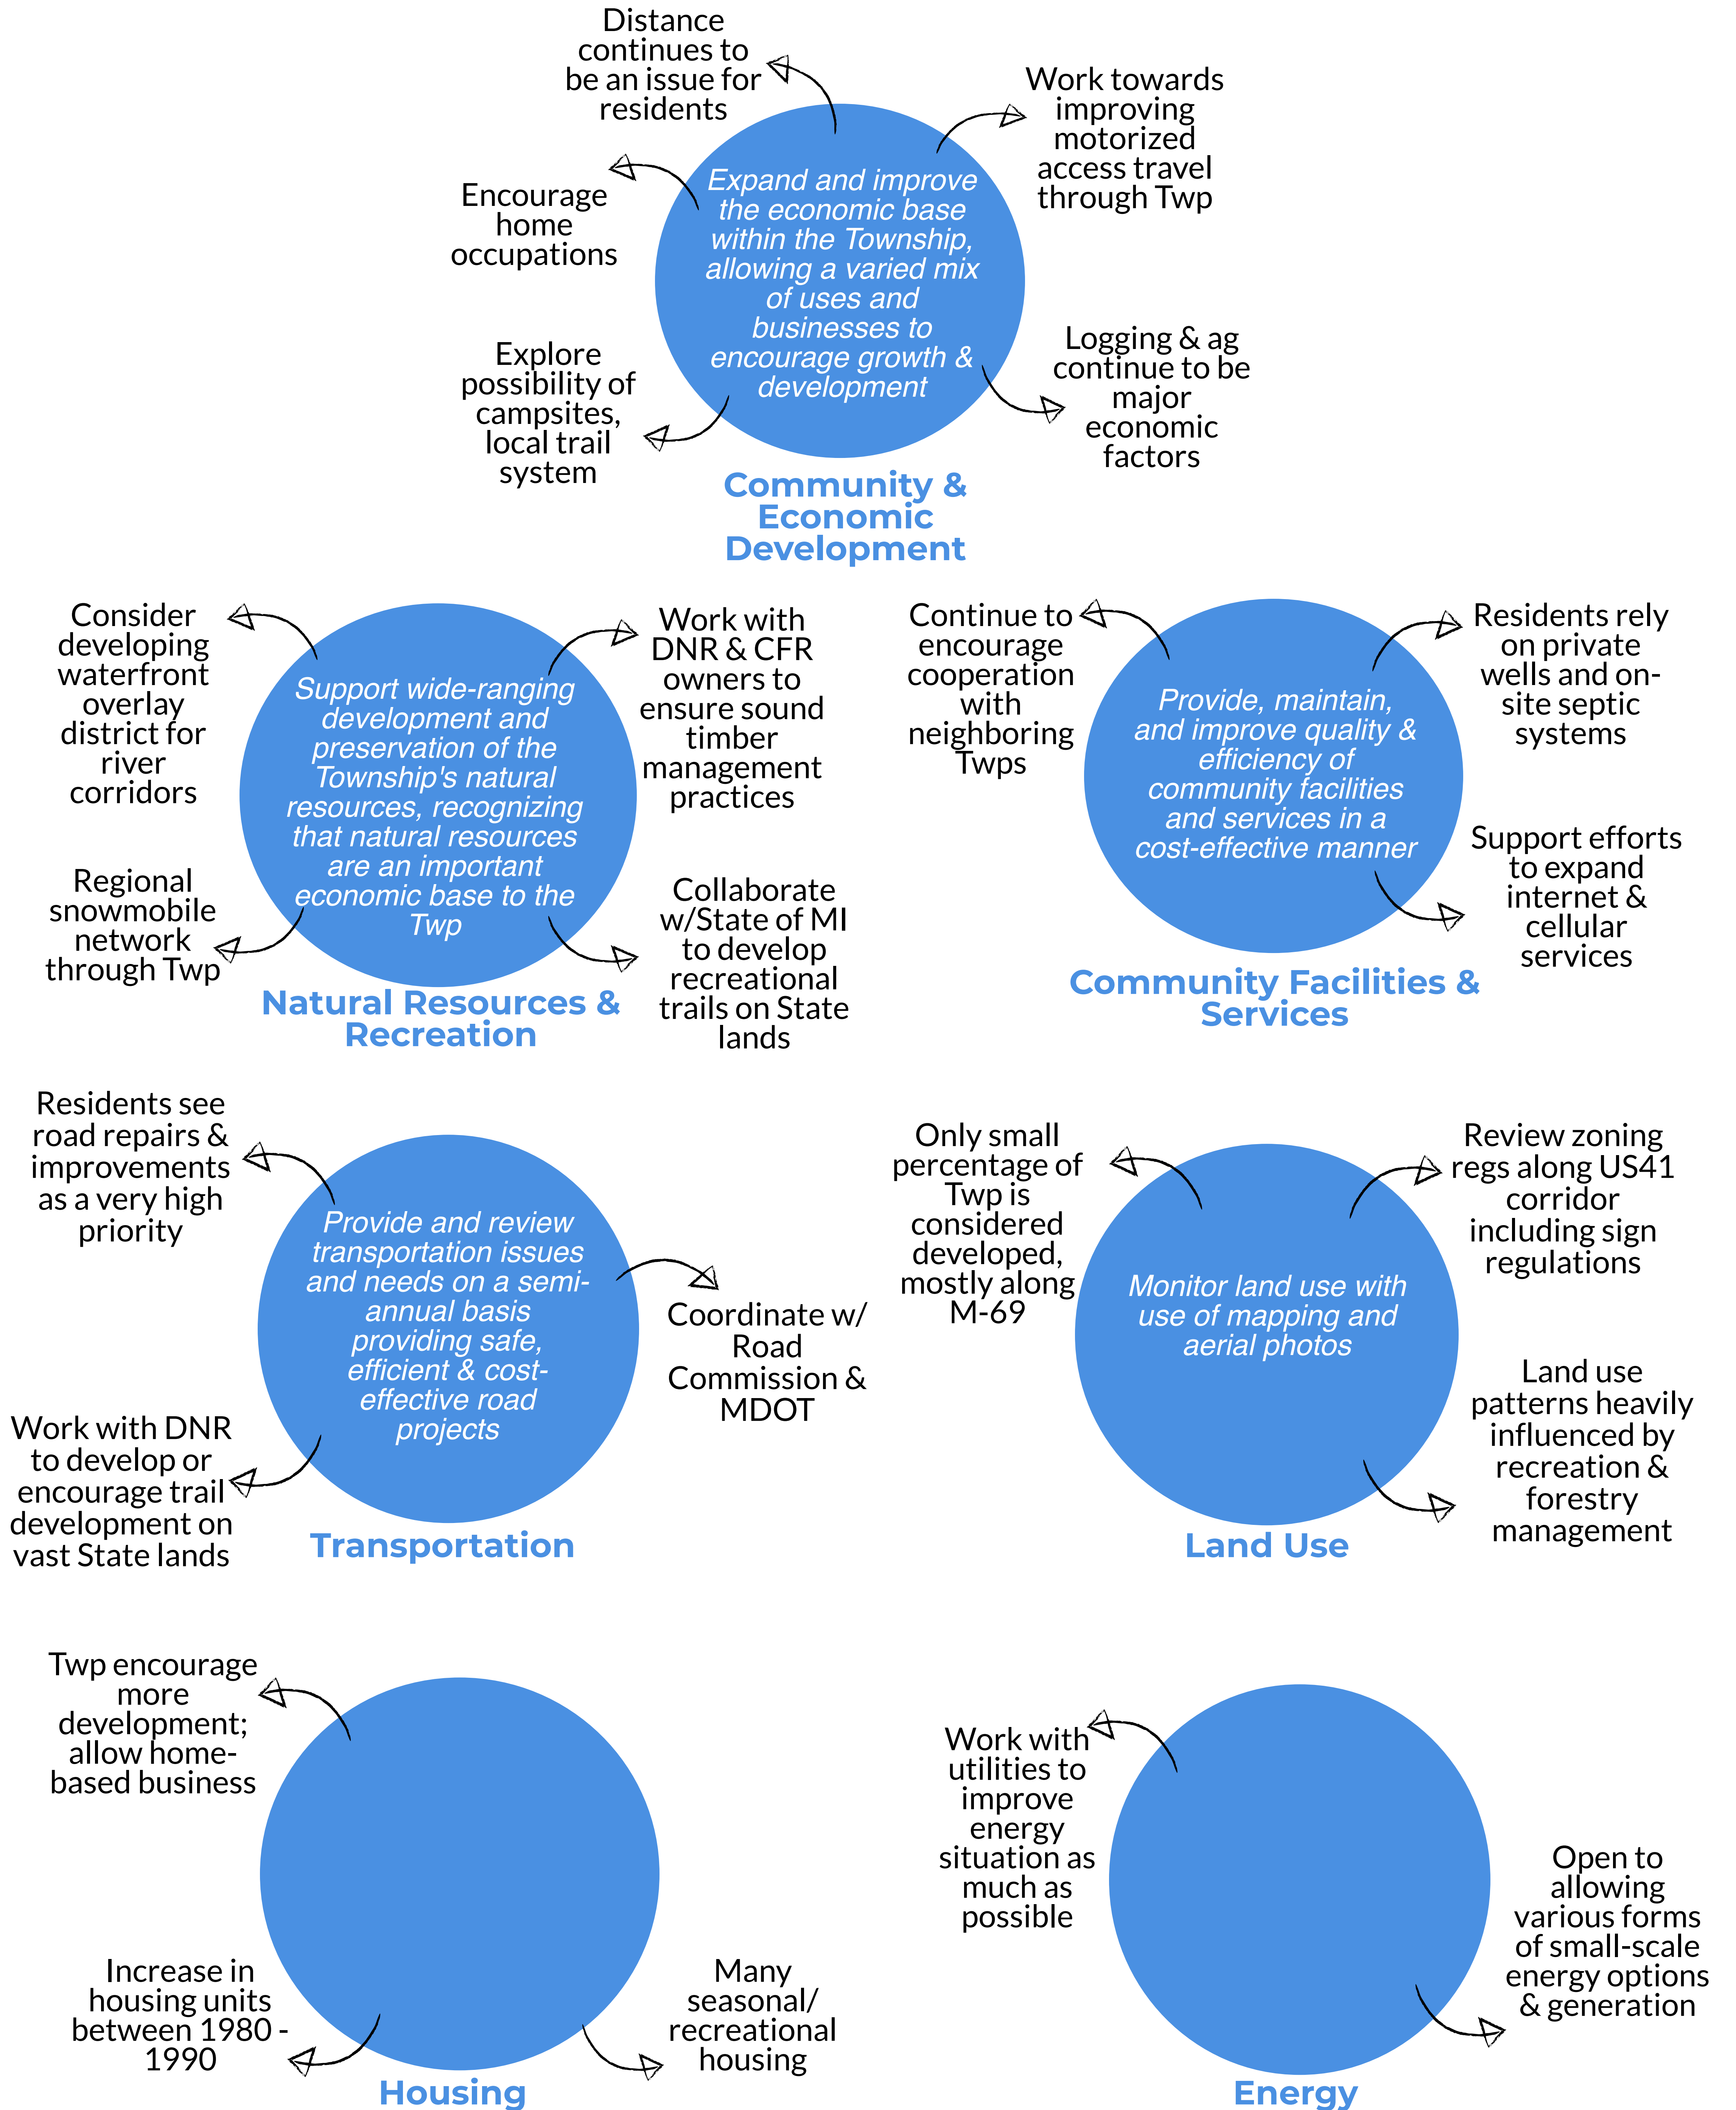 Distance
continues to
be an issue for
residents
Work towards
improving
motorized
access travel
through Twp
Encourage
home
occupations
Expand and improve
the economic base
within the Township,
allowing a varied mix
of uses and
businesses to
encourage growth &
development
Explore
possibility of
campsites,
local trail
system
Logging & ag
continue to be
major
economic
factors
Community &
Economic
Development
Consider
developing
waterfront
overlay
district for
river
corridors
Work with
DNR & CFR
owners to
ensure sound
timber
management
practices
Support wide-ranging
development and
preservation of the
Township's natural
resources, recognizing
that natural resources
are an important
economic base to the
Twp
Regional
snowmobile
network
through Twp
Collaborate
w/State of MI
to develop
recreational
trails on State
lands
Natural Resources &
Recreation
Continue to
encourage
cooperation
with
neighboring
Twps
Residents rely
on private
wells and on-
site septic
systems
Provide, maintain,
and improve quality &
efficiency of
community facilities
and services in a
cost-effective manner
Support efforts
to expand
internet &
cellular
services
Community Facilities &
Services
Residents see
road repairs &
improvements
as a very high
priority
Provide and review
transportation issues
and needs on a semi-
annual basis
providing safe,
efficient & cost-
effective road
projects
Coordinate w/
Road
Commission &
MDOT
Work with DNR
to develop or
encourage trail
development on
vast State lands
Transportation
Only small
percentage of
Twp is
considered
developed,
mostly along
M-69
Review zoning
regs along US41
corridor
including sign
regulations
Monitor land use with
use of mapping and
aerial photos
Land use
patterns heavily
influenced by
recreation &
forestry
management
Land Use
Twp encourage
more
development;
allow home-
based business
Increase in
housing units
between 1980 -
1990
Many
seasonal/
recreational
housing
Housing
Work with
utilities to
improve
energy
situation as
much as
possible
Open to
allowing
various forms
of small-scale
energy options
& generation
Energy